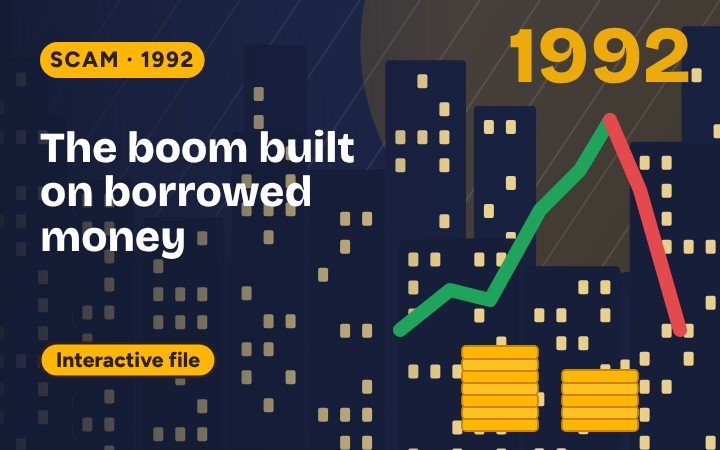 SCAM · 1992
1992
The boom built
on borrowed
money
Interactive file